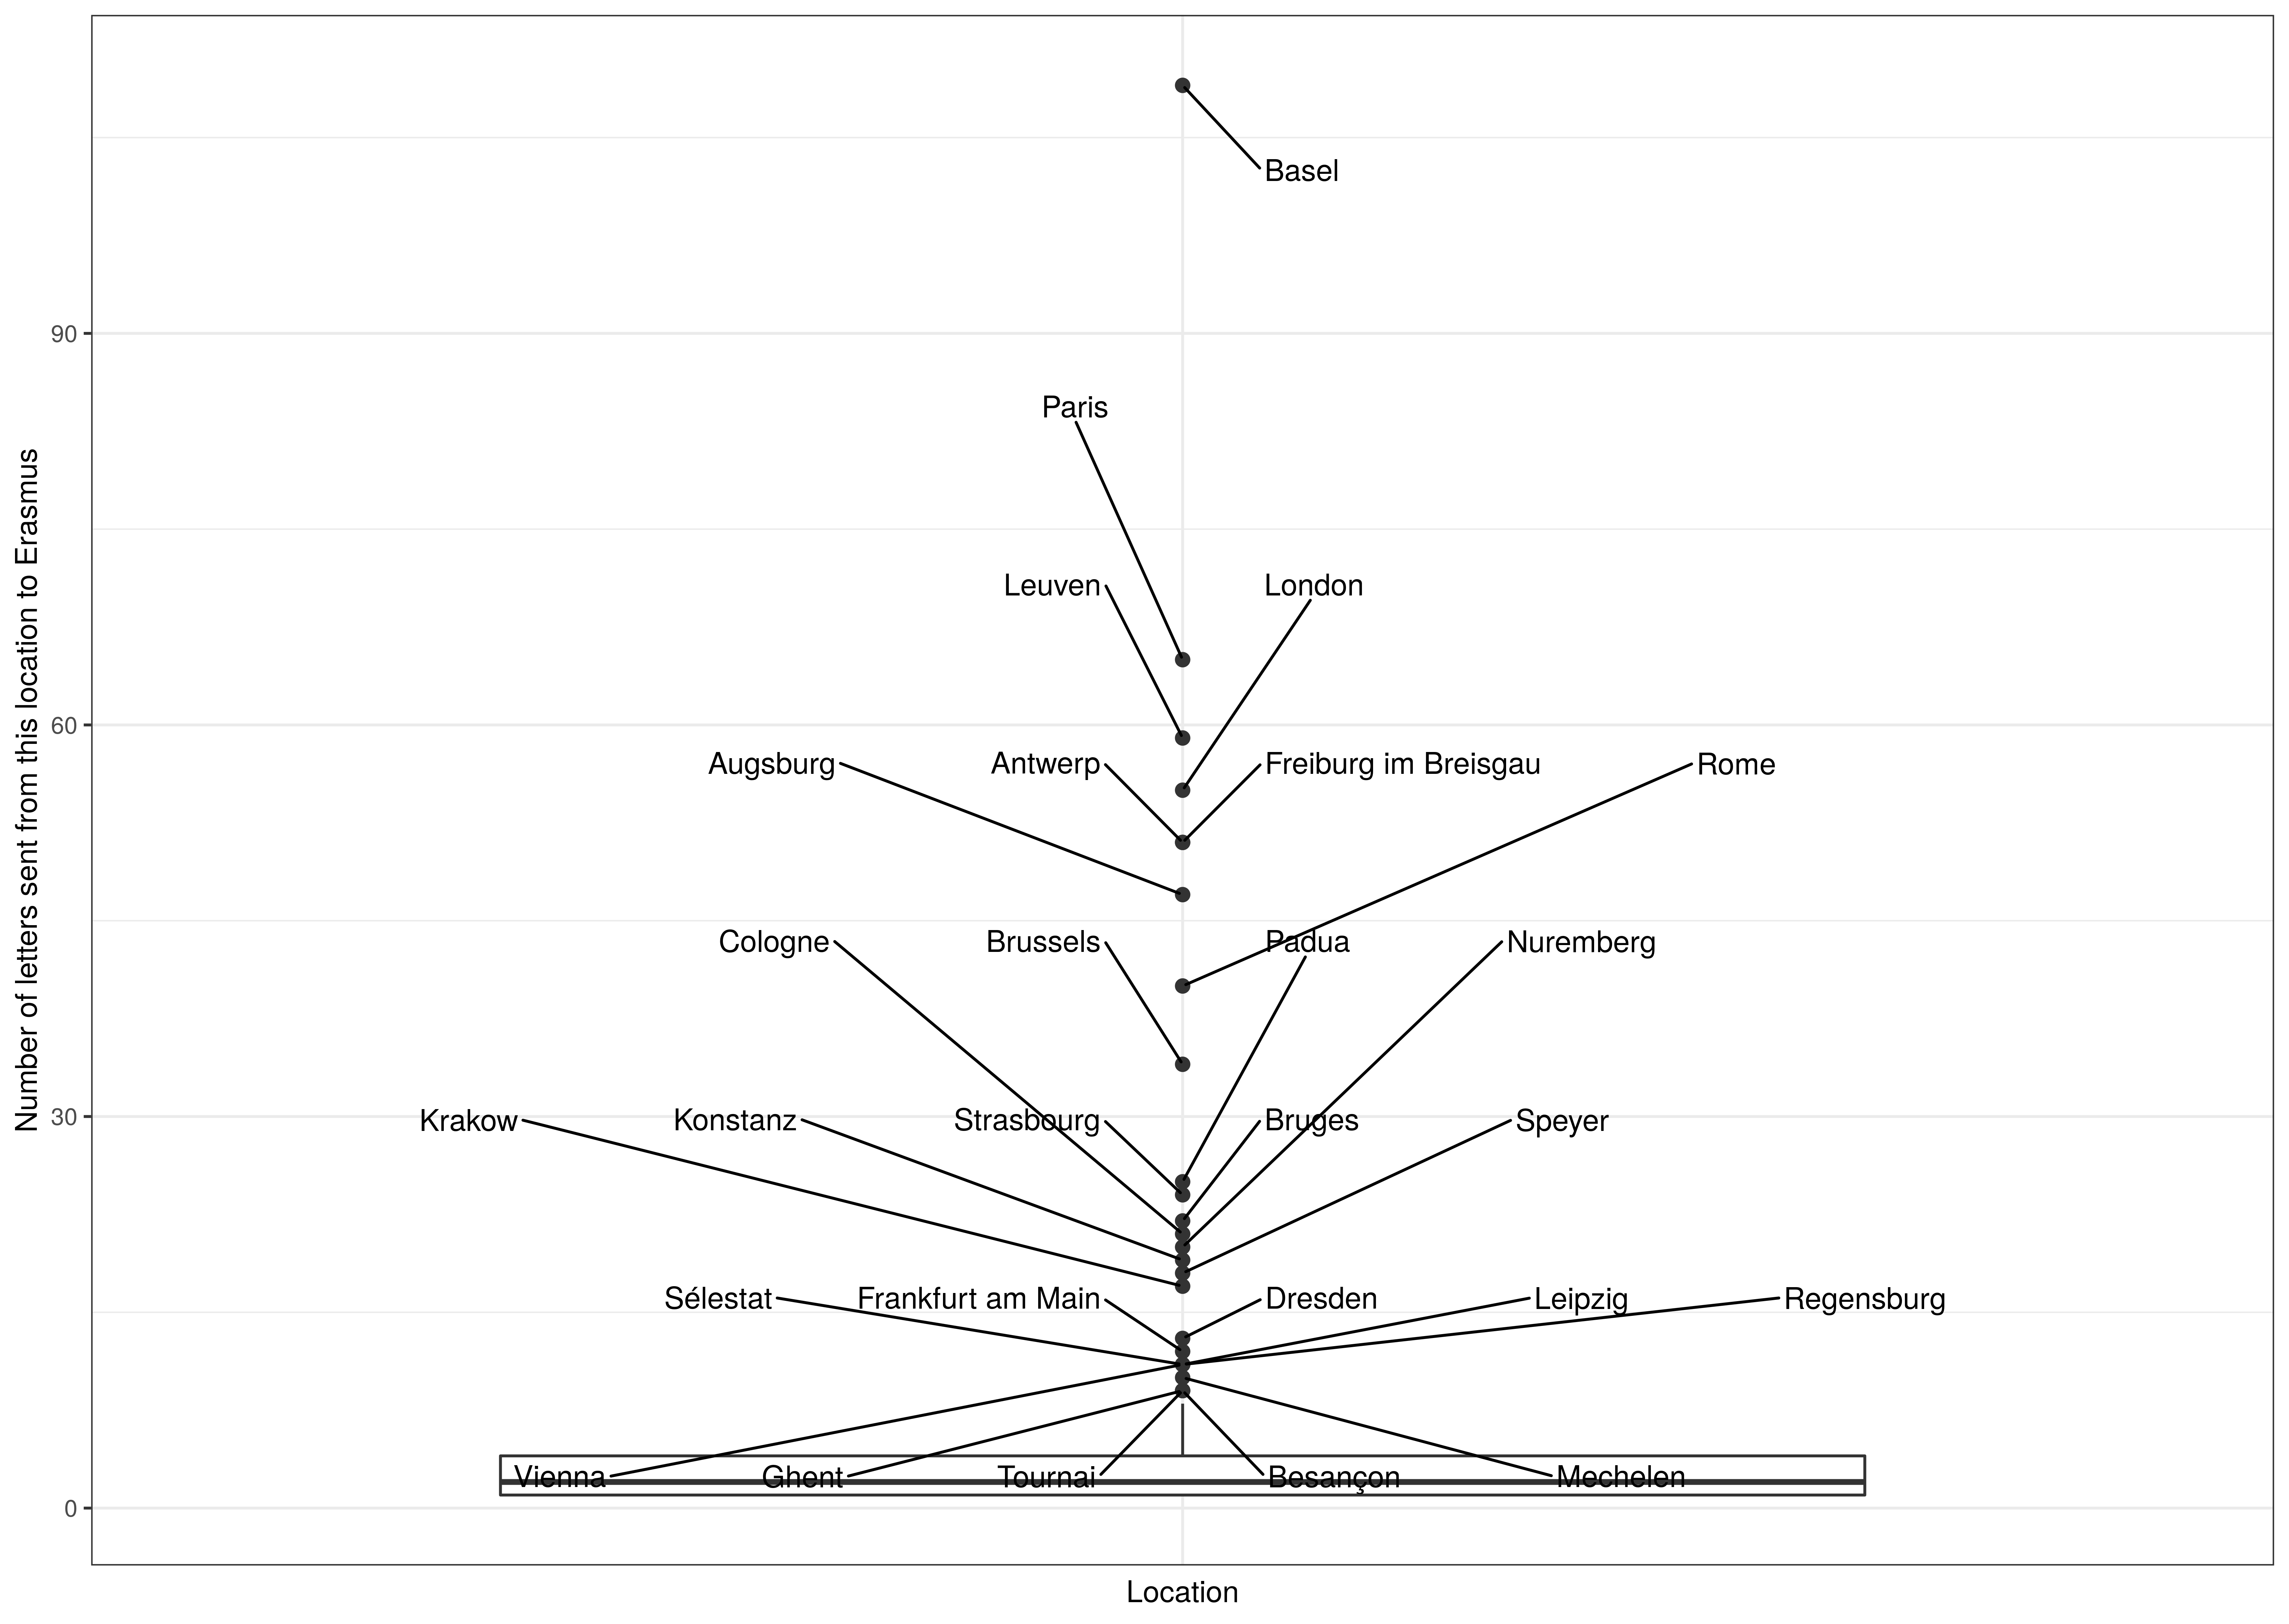 Basel
90
Paris
Leuven
London
60
Augsburg
Antwerp
Freiburg im Breisgau
Rome
Cologne
Brussels
Padua
Nuremberg
30
Krakow
Konstanz
Strasbourg
Bruges
Speyer
Sélestat
Frankfurt am Main
Dresden
Leipzig
Regensburg
Vienna
Ghent
Tournai
Besançon
Mechelen
0
Number of letters sent from this location to Erasmus
Location